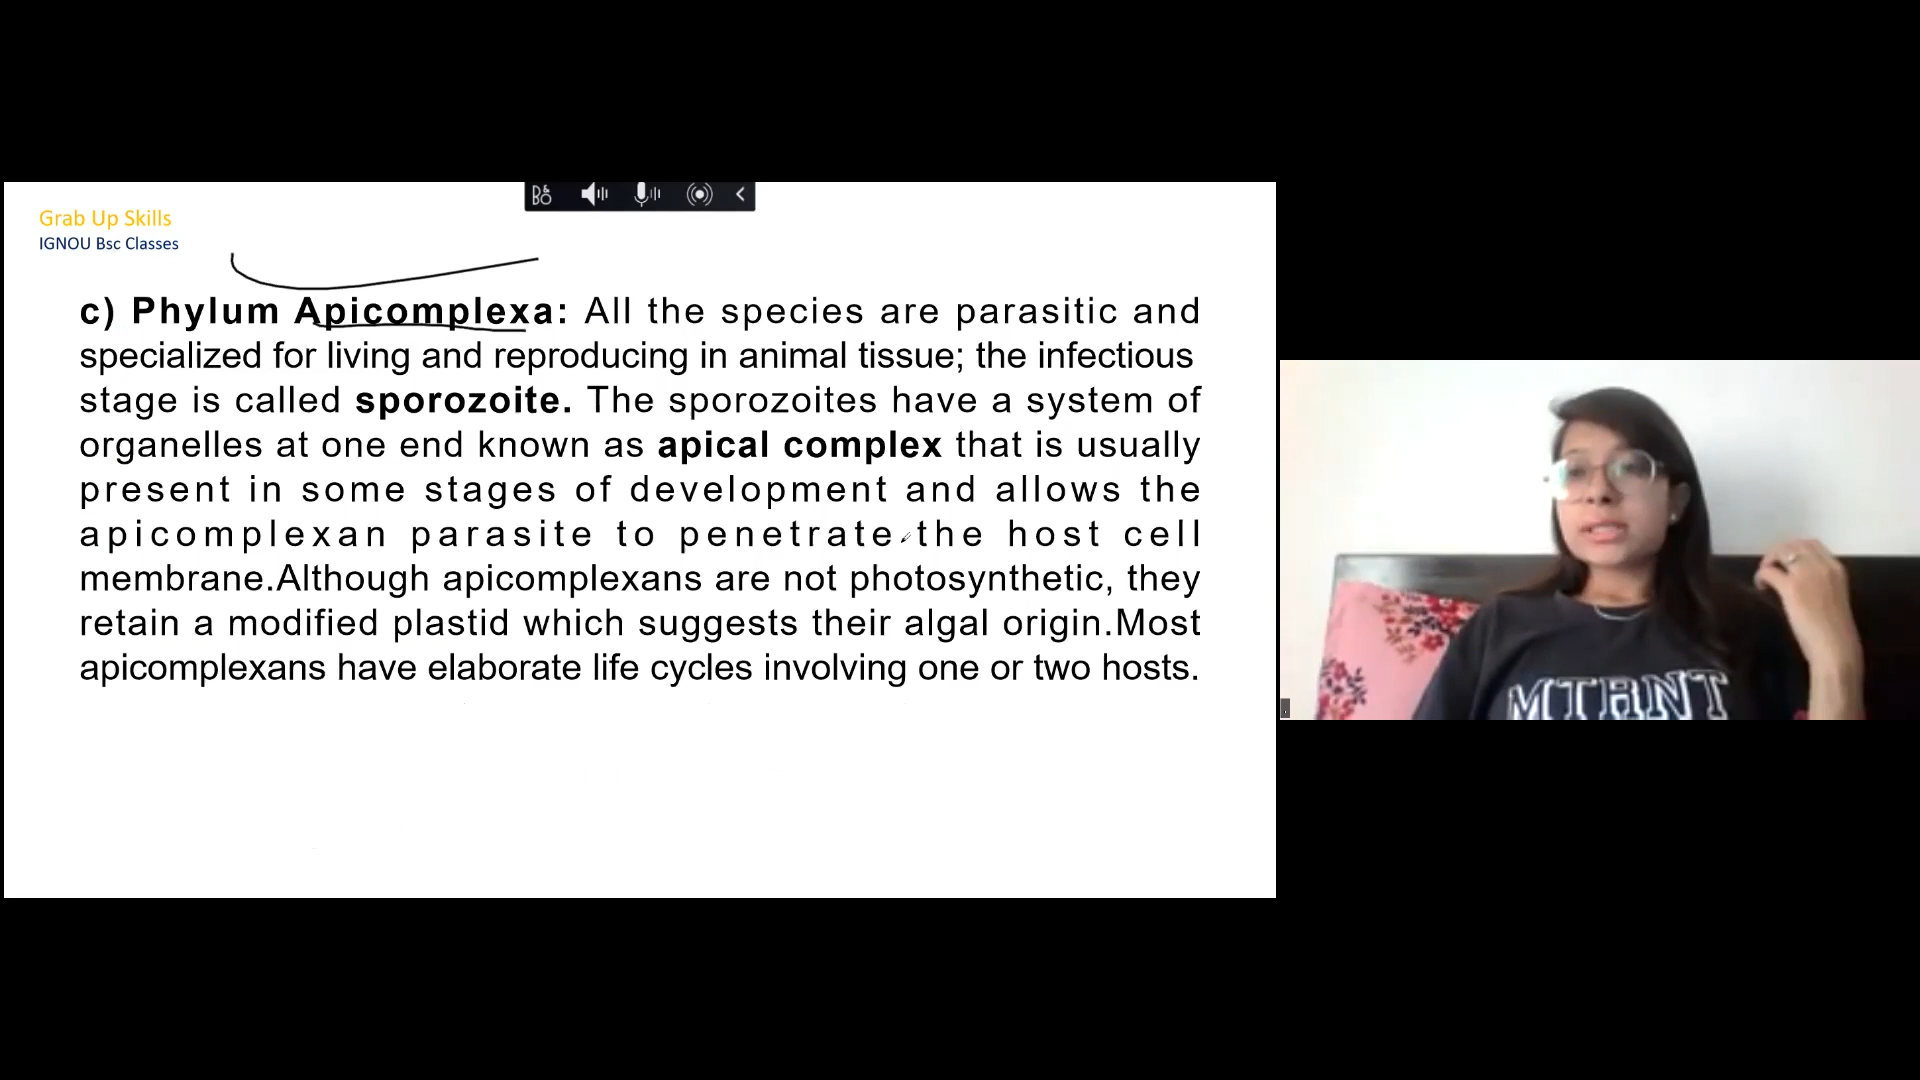 Grab Up Skills
IGNOU Bsc Classes
c) Phylum Apicomplexa: All the species are parasitic and
specialized for living and reproducing in animal tissue; the infectious
stage is called sporozoite. The sporozoites have a system of
organelles at one end known as apical complex that is usually
present in some stages of development and allows the
apicomplexan parasite to penetrate the host cell
membrane.Although apicomplexans are not photosynthetic, they
retain a modified plastid which suggests their algal origin.Most
apicomplexans have elaborate life cycles involving one or two hosts.
MTRNT